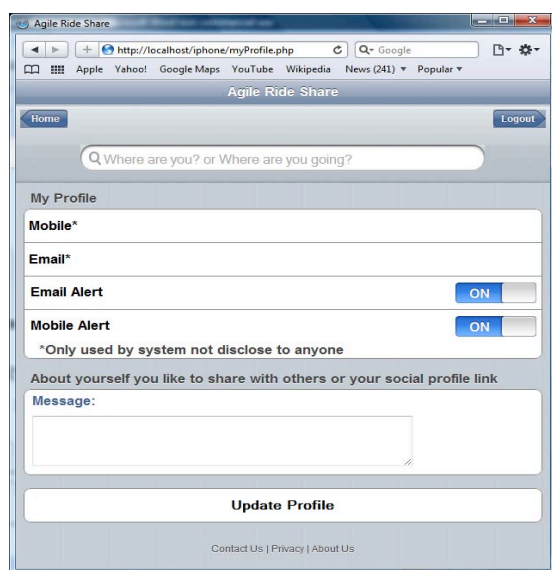 Agile Ride Share
http://localhost/iphone/myProfile.php
Google
Apple Yahoo! Google Maps YouTube Wikipedia News (241) Popular
Agile Ride Share
Home
Logout
Where are you? or Where are you going?
My Profile
Mobile*
Email*
Email Alert
ON
Mobile Alert
ON
*Only used by system not disclose to anyone
About yourself you like to share with others or your social profile link
Message:
Update Profile
Contact Us | Privacy | About Us